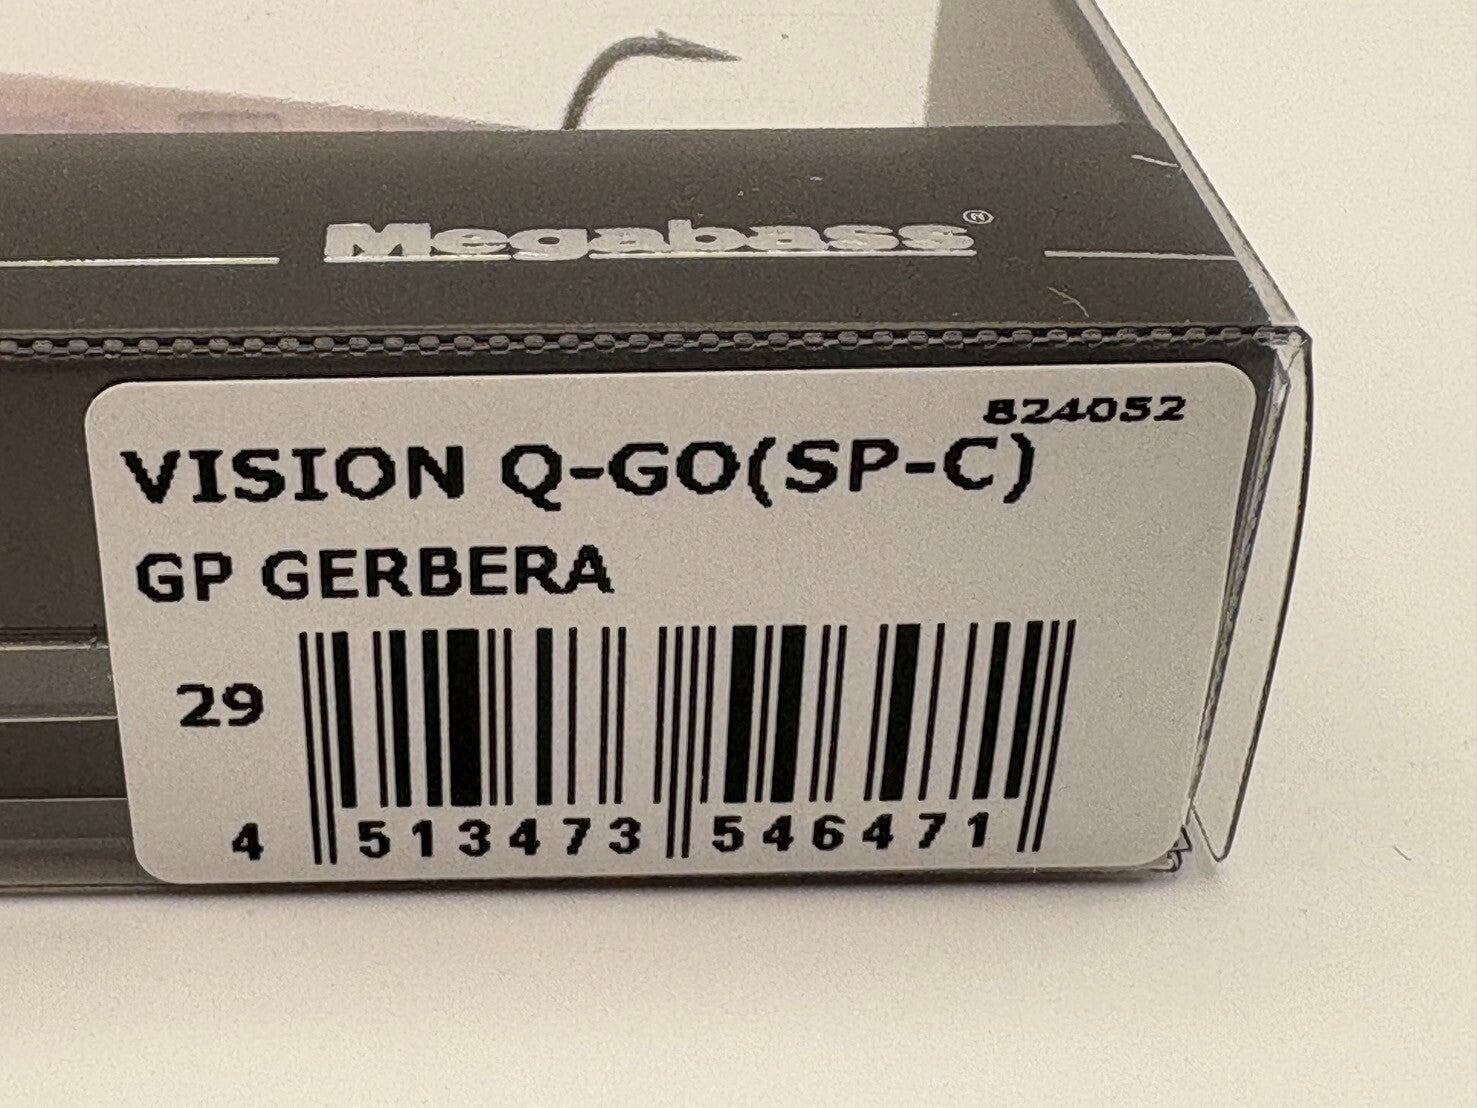 Megabass®
824052
VISION Q-GO(SP-C)
GP GERBERA
29
4 513473 546471